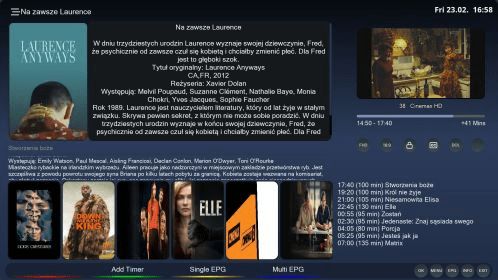 Na zawsze Laurence
Fri 23.02. 16:58
LAURENCE
ANYWAYS
Na zawsze Laurence
W dniu trzydziestych urodzin Laurence wyznaje swojej dziewczynie, Fred,
że psychicznie od zawsze czuł się kobietą i chciałby zmienić płeć. Dla Fred
jest to głęboki szok.
Tytuł oryginalny: Laurence Anyways
CA,FR, 2012
Reżyseria: Xavier Dolan
Występują: Melvil Poupaud, Suzanne Clément, Nathalie Baye, Monia
Chokri, Yves Jacques, Sophie Faucher
Rok 1989. Laurence jest nauczycielem literatury, który od lat żyje w stałym
związku. Skrywa pewien sekret, z którym nie może sobie poradzić. W dniu
trzydziestych urodzin wyznaje w końcu swojej dziewczynie, Fred, że
psychicznie od zawsze czuł się kobietą i chciałby zmienić płeć. Dla Fred
38 Cinemax HD
14:50 - 17:40
+41 Mins
FHD
16:9
DOL
Stworzenia boże
Występują: Emily Watson, Paul Mescal, Aisling Franciosi, Declan Conlon, Marion O'Dwyer, Toni O'Rourke
Miasteczko rybackie na irlandzkim wybrzeżu. Aileen pracuje jako nadzorczyni w miejscowym zakładzie przetwórstwa ryb. Jest
szczęśliwa z powodu powrotu swojego syna Briana po kilku latach pobytu za granicą. Kobieta zostaje wezwana na komisariat,
GOD'S CREATURES
DOWN
WITH THE
KING
ELLE
17:40 (100 min) Stworzenia boże
19:20 (100 min) Król nie żyje
21:00 (105 min) Niesamowita Elisa
22:45 (130 min) Elle
00:55 (95 min) Zostań
02:30 (95 min) Jedenaste: Znaj sąsiada swego
04:05 (80 min) Porcja
05:25 (95 min) Jesteś jak ja
07:00 (135 min) Matrix
Add Timer
Single EPG
Multi EPG
OK
MENU
EPG
INFO
EXIT